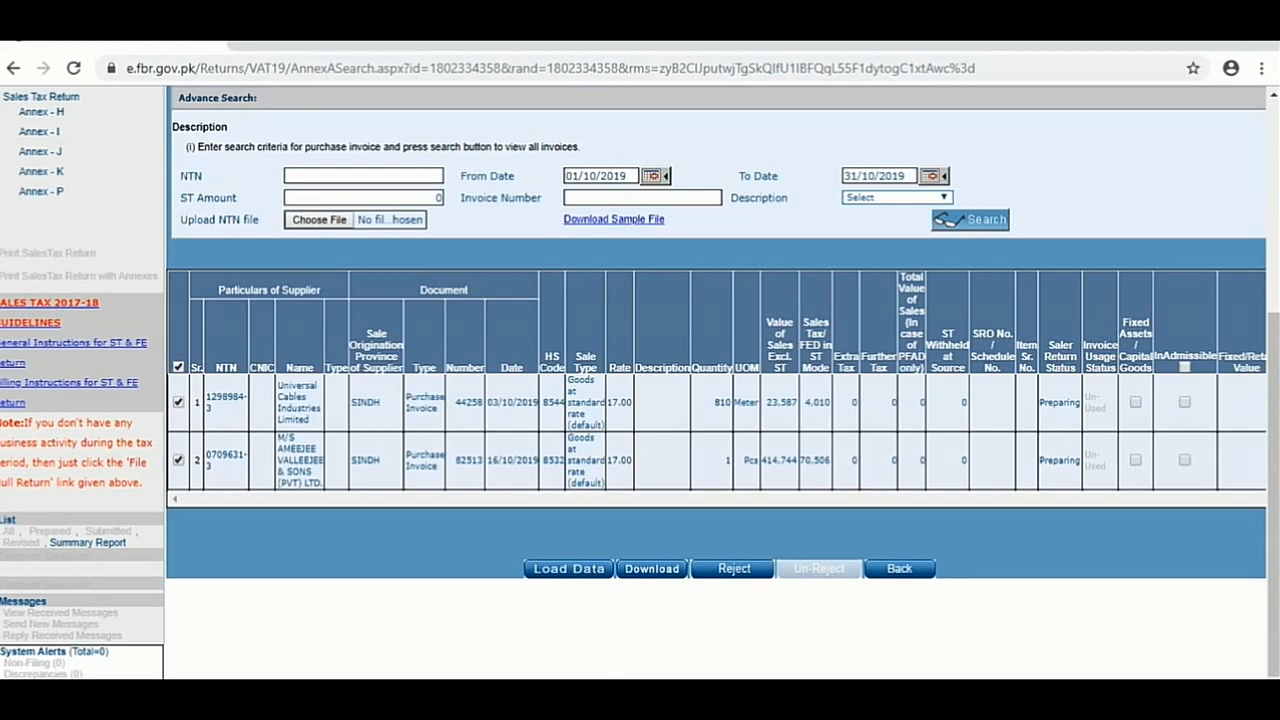 e.fbr.gov.pk/Returns/VAT19/AnnexASearch.aspx?id=1802334358&rand=1802334358&rms=zyB2CIJputwjTgSkQIfU1IBFQqL55F1dytogC1xtAwc%3d
Sales Tax Return
Annex - H
Annex - I
Annex - J
Annex - K
Annex - P
Print SalesTax Return
Print SalesTax Return with Annexes
ALES TAX 2017-18
UIDELINES
eneral Instructions for ST & FE
eturn
illing Instructions for ST & FE
eturn
ote:If you don't have any
usiness activity during the tax
eriod, then just click the 'File
ull Return' link given above.
List
All , Prepared , Submitted ,
Revised , Summary Report
Messages
View Received Messages
Send New Messages
Reply Received Messages
System Alerts (Total=0)
Non-Filing (0)
Discrepancies (0)
Advance Search:
Description
(i) Enter search criteria for purchase invoice and press search button to view all invoices.
NTN From Date 01/10/2019 To Date 31/10/2019
ST Amount 0 Invoice Number Description Select
Upload NTN file Choose File No fil...hosen Download Sample File Search
Particulars of Supplier Document
Sr. NTN CNIC Name Type Sale Origination Province of Supplier Type Number Date HS Code Sale Type Rate Description Quantity UOM Value of Sales Excl. ST Sales Tax/ FED in ST Mode Extra Tax Further Tax Total Value of Sales (In case of PFAD only) ST Withheld at Source SRO No. / Schedule No. Item Sr. No. Saler Return Status Invoice Usage Status Fixed Assets / Capital Goods InAdmissible Fixed/Reta Value
1 1298984-3 Universal Cables Industries Limited SINDH Purchase Invoice 44258 03/10/2019 8544 Goods at standard rate (default) 17.00 810 Meter 23,587 4,010 0 0 0 0 Preparing Un-Used
2 0709631-3 M/S AMEEJEE VALLEEJEE & SONS (PVT) LTD. SINDH Purchase Invoice 82513 16/10/2019 8532 Goods at standard rate (default) 17.00 1 Pcs 414,744 70,506 0 0 0 0 Preparing Un-Used
Load Data Download Reject Un-Reject Back